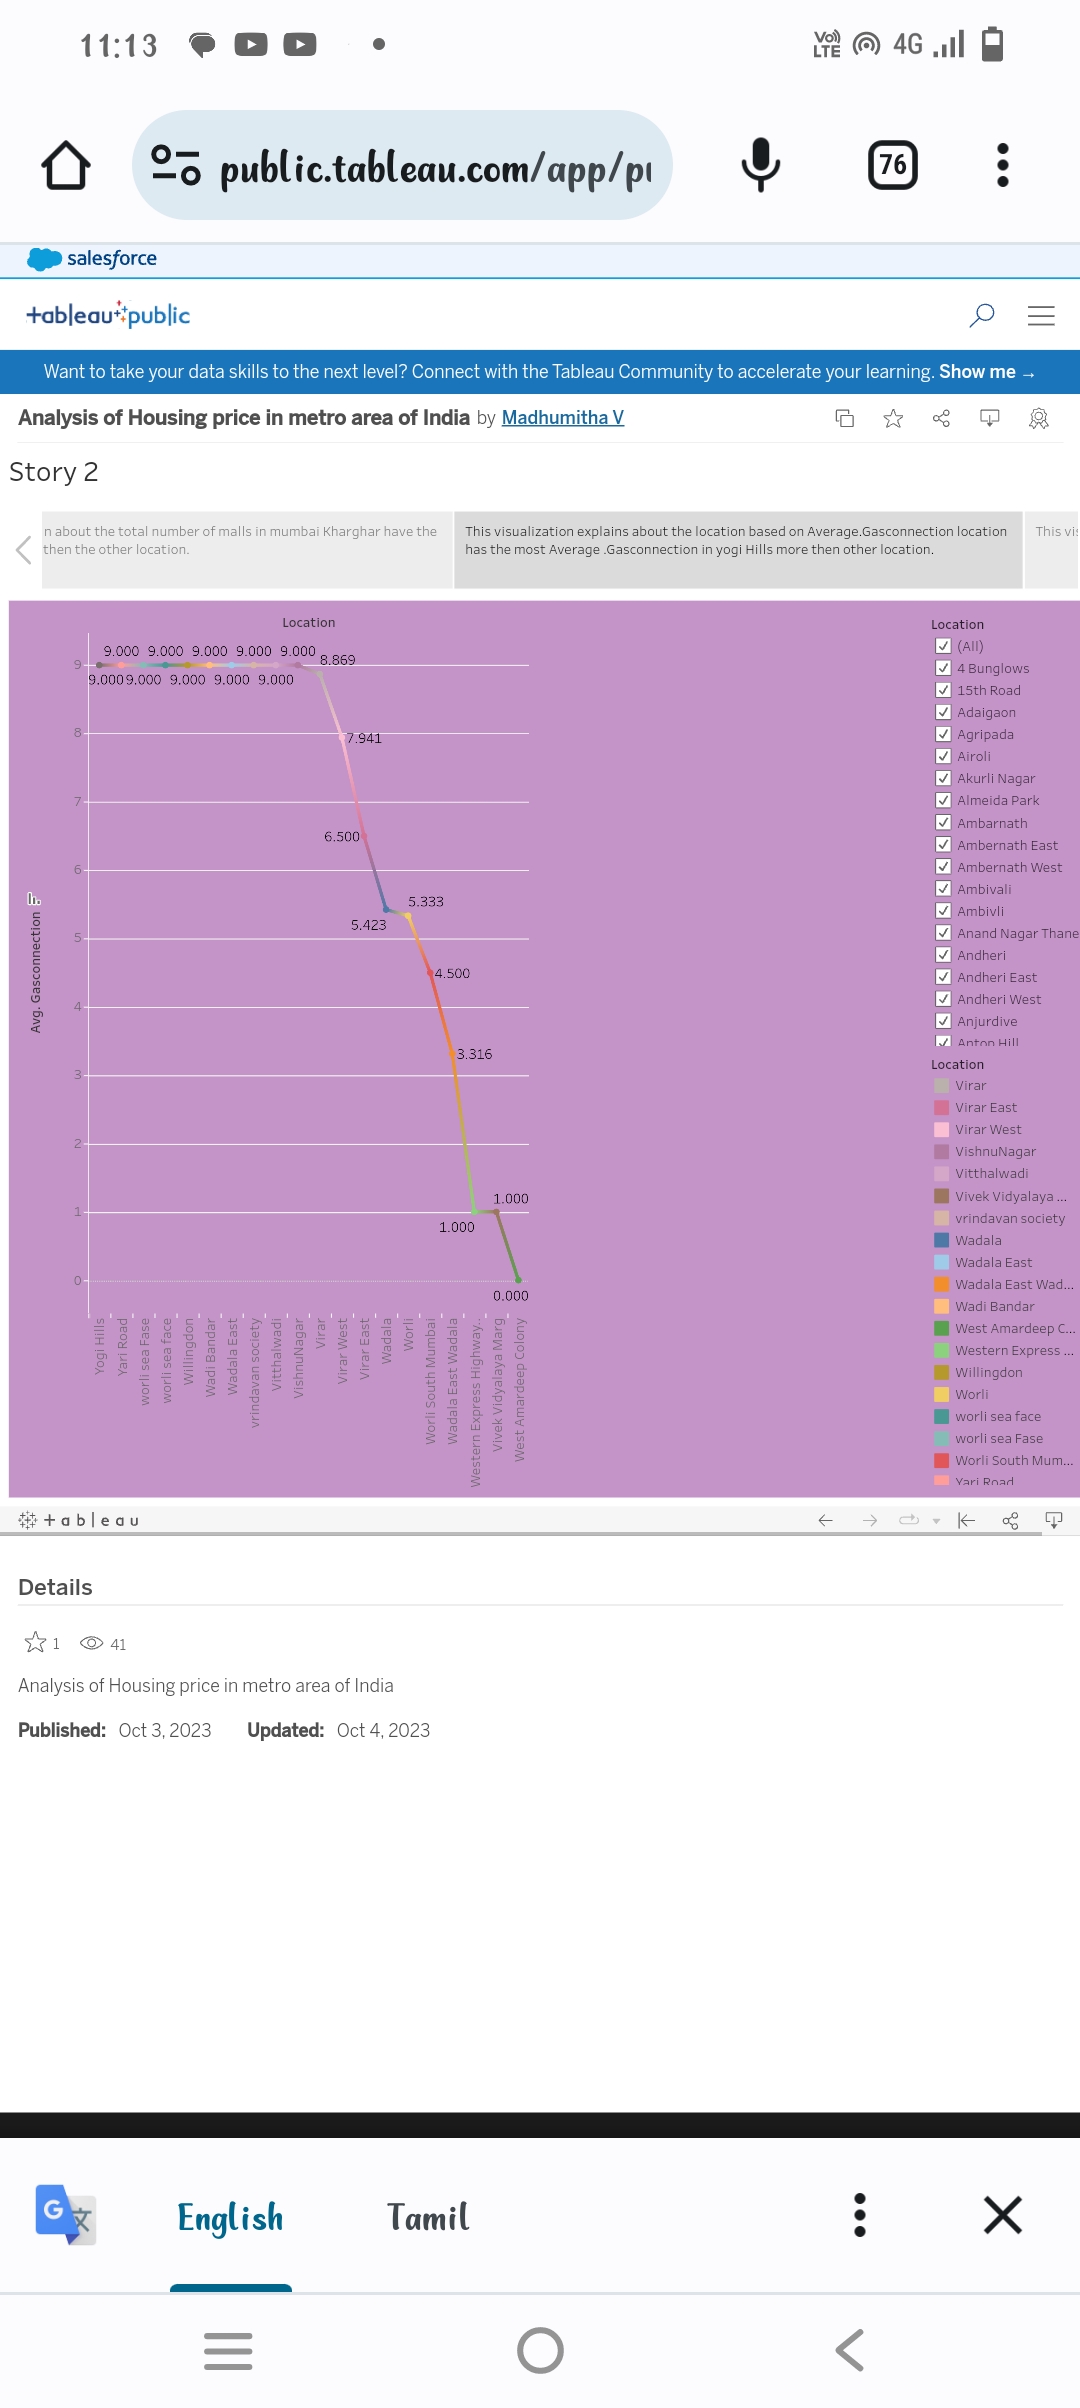 11:13
Vo))
LTE
4G
public.tableau.com/app/pu
76
salesforce
+ableau public
Want to take your data skills to the next level? Connect with the Tableau Community to accelerate your learning. Show me →
Analysis of Housing price in metro area of India by Madhumitha V
Story 2
n about the total number of malls in mumbai Kharghar have the
then the other location.
This visualization explains about the location based on Average.Gasconnection location
has the most Average .Gasconnection in yogi Hills more then other location.
This vis
Location
9.000 9.000 9.000 9.000 9.000
8.869
9.000 9.000 9.000 9.000 9.000
7.941
6.500
5.333
5.423
4.500
3.316
1.000
1.000
0.000
9
8
7
6
5
4
3
2
1
0
Avg. Gasconnection
Yogi Hills
Yari Road
worli sea Fase
worli sea face
Willingdon
Wadi Bandar
Wadala East
vrindavan society
Vitthalwadi
VishnuNagar
Virar
Virar West
Virar East
Wadala
Worli
Worli South Mumbai
Wadala East Wadala
Western Express Highway..
Vivek Vidyalaya Marg
West Amardeep Colony
Location
(All)
4 Bunglows
15th Road
Adaigaon
Agripada
Airoli
Akurli Nagar
Almeida Park
Ambarnath
Ambernath East
Ambernath West
Ambivali
Ambivli
Anand Nagar Thane
Andheri
Andheri East
Andheri West
Anjurdive
Antop Hill
Location
Virar
Virar East
Virar West
VishnuNagar
Vitthalwadi
Vivek Vidyalaya ...
vrindavan society
Wadala
Wadala East
Wadala East Wad...
Wadi Bandar
West Amardeep C...
Western Express ...
Willingdon
Worli
worli sea face
worli sea Fase
Worli South Mum...
Yari Road
+ a b l e a u
Details
1 41
Analysis of Housing price in metro area of India
Published: Oct 3, 2023 Updated: Oct 4, 2023
G 文
English Tamil